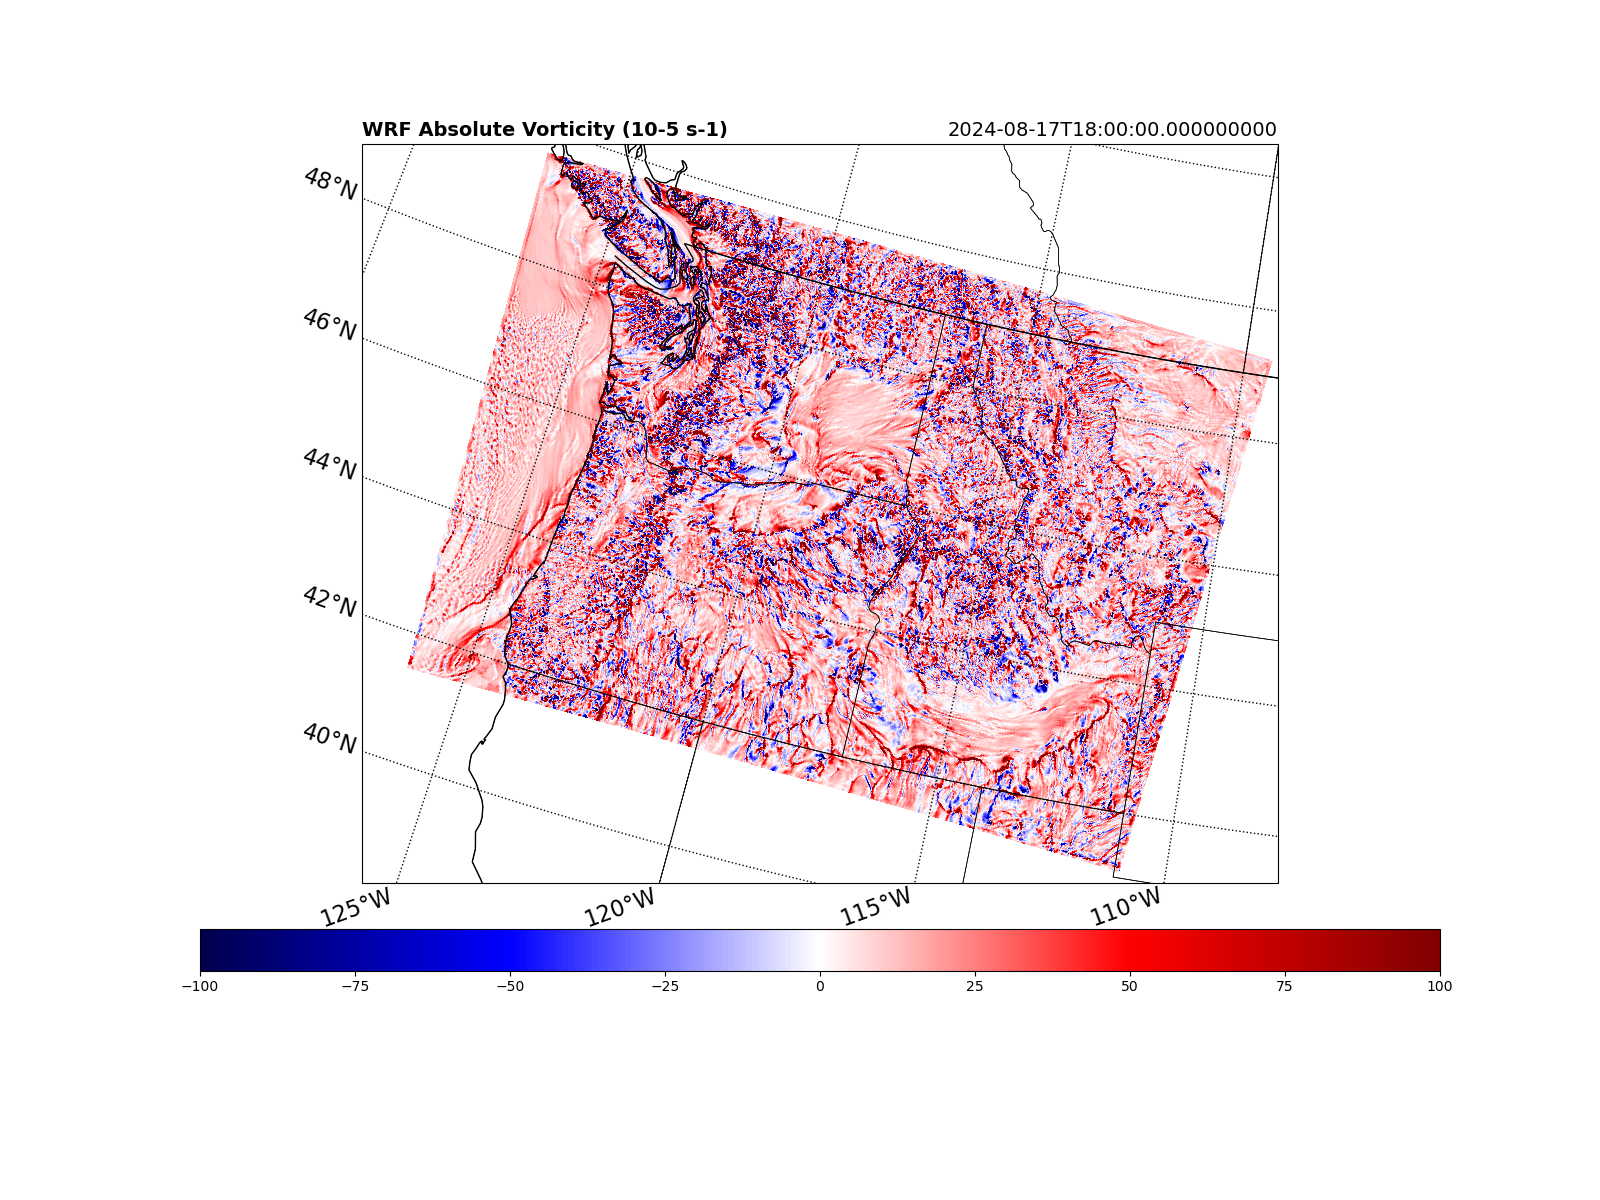 WRF Absolute Vorticity (10-5 s-1)
2024-08-17T18:00:00.000000000
48°N
46°N
44°N
42°N
40°N
125°W
120°W
115°W
110°W
−100
−75
−50
−25
0
25
50
75
100